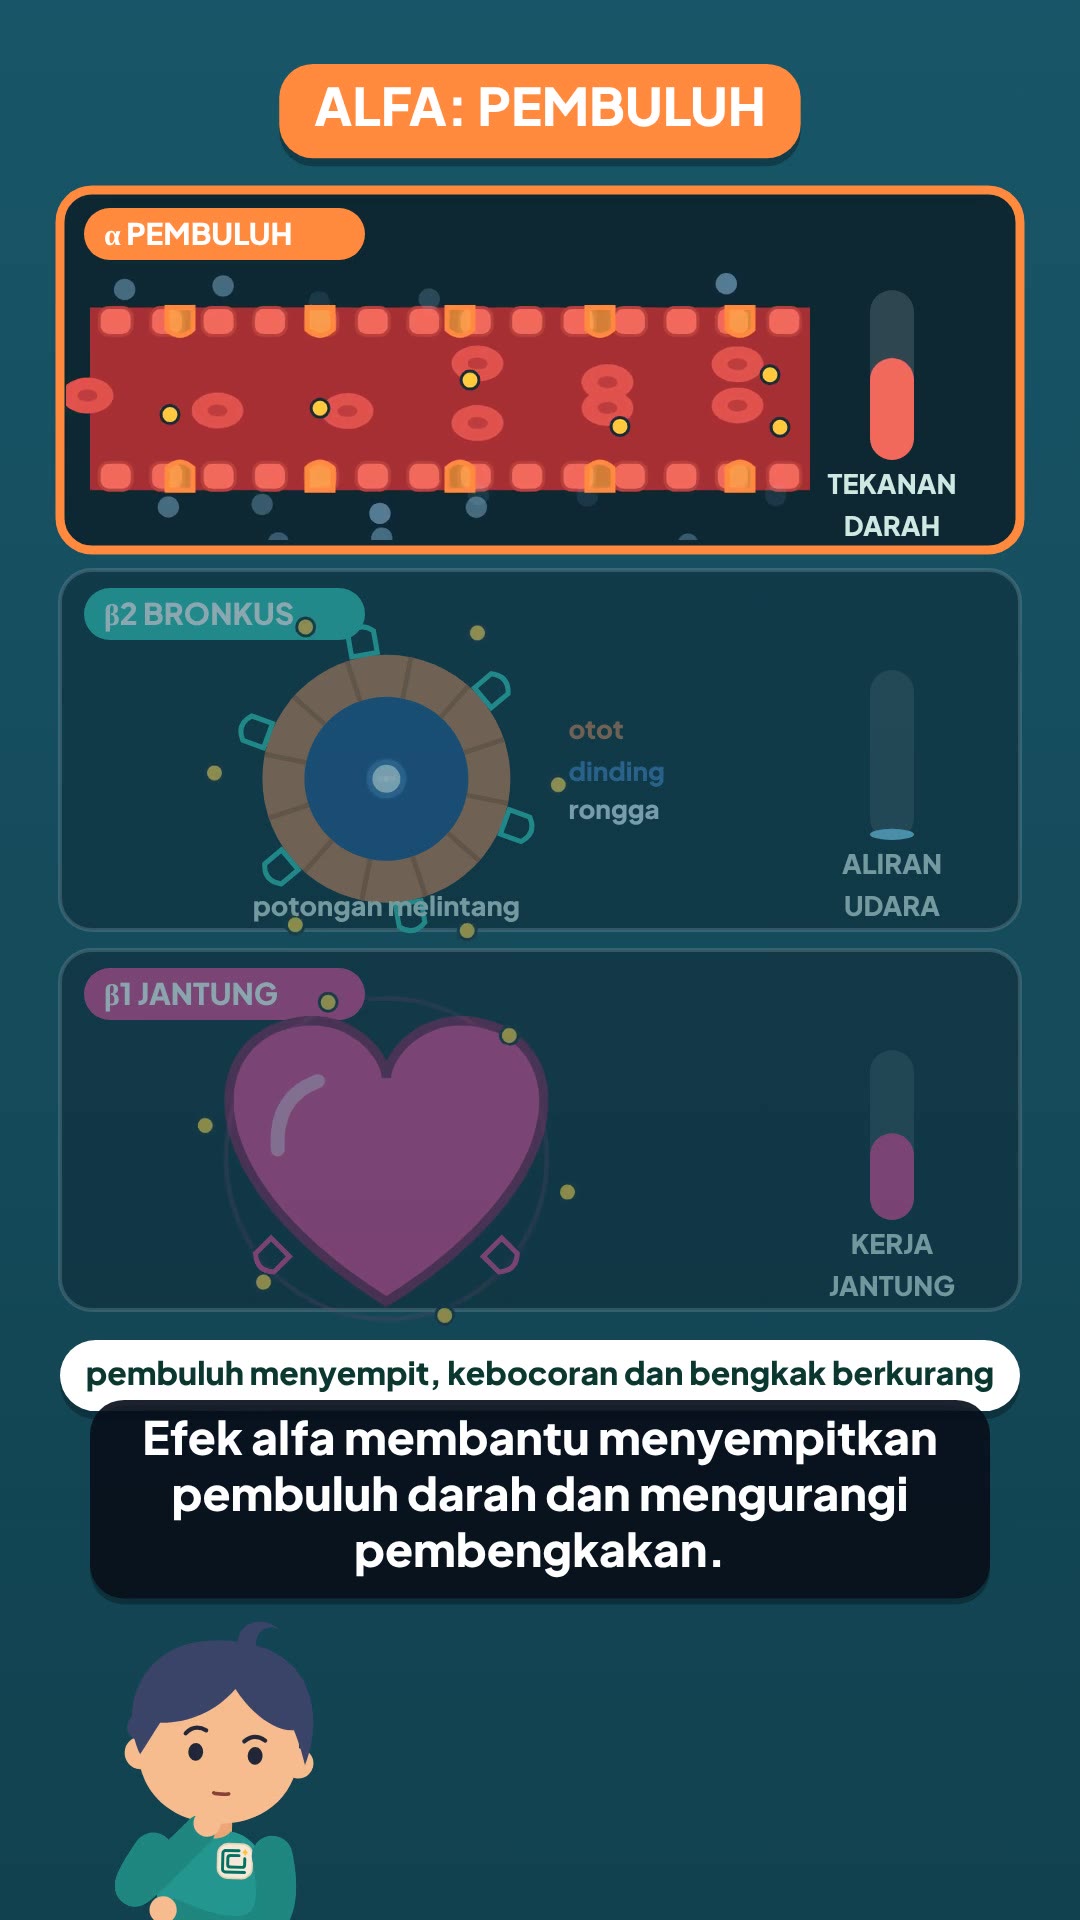 ALFA: PEMBULUH
α PEMBULUH
TEKANAN
DARAH
β2 BRONKUS
otot
dinding
rongga
potongan melintang
ALIRAN
UDARA
β1 JANTUNG
KERJA
JANTUNG
pembuluh menyempit, kebocoran dan bengkak berkurang
Efek alfa membantu menyempitkan
pembuluh darah dan mengurangi
pembengkakan.